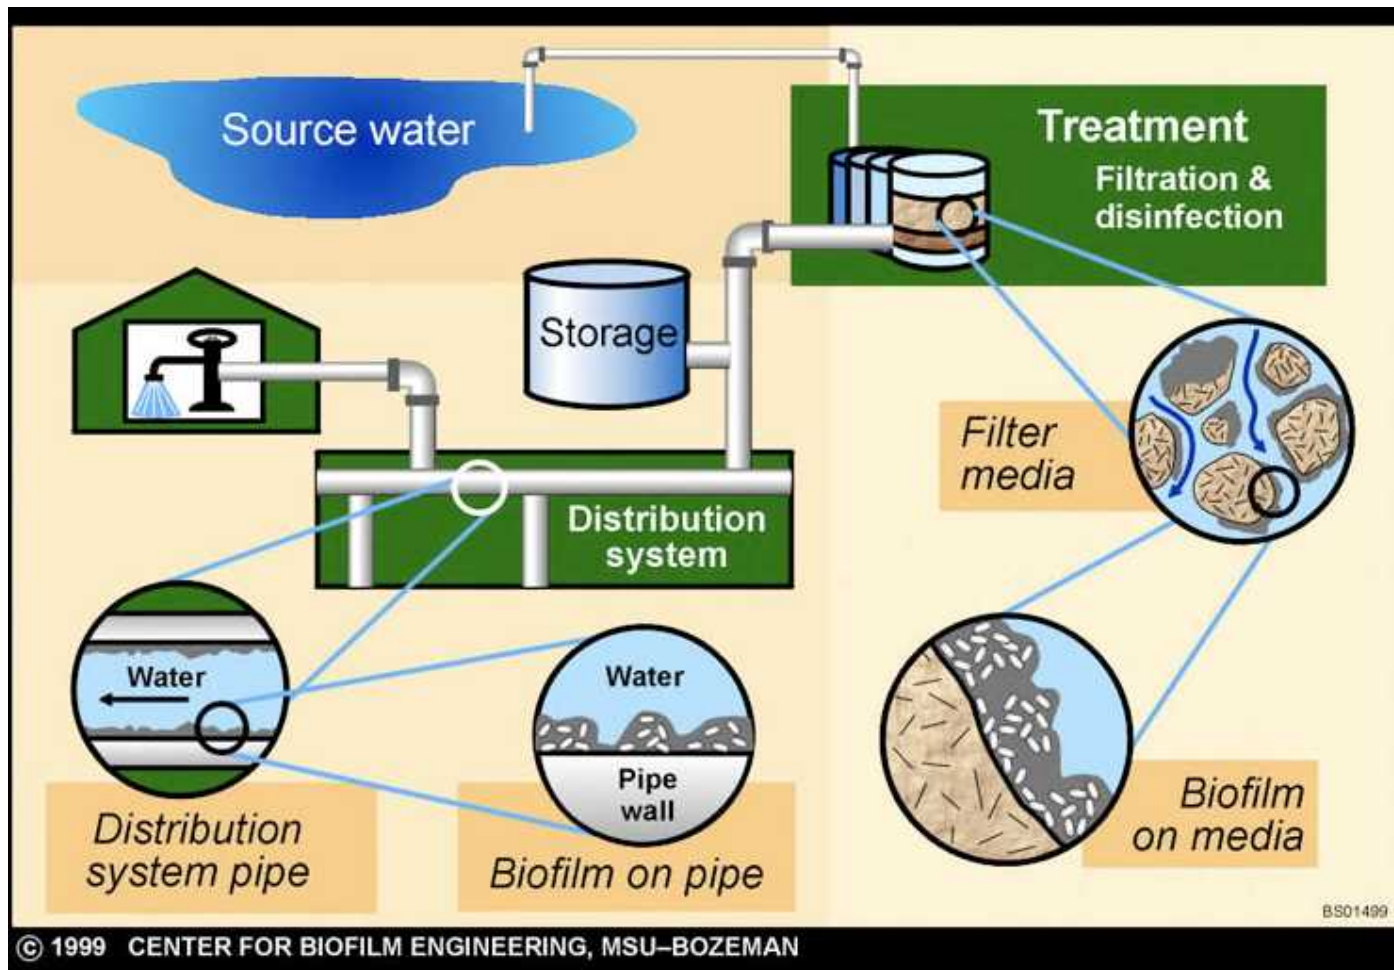 Source water
Treatment
Filtration &
disinfection
Storage
Filter
media
Distribution
system
Water
Water
Pipe
wall
Distribution
system pipe
Biofilm on pipe
Biofilm
on media
BS01499
© 1999 CENTER FOR BIOFILM ENGINEERING, MSU–BOZEMAN